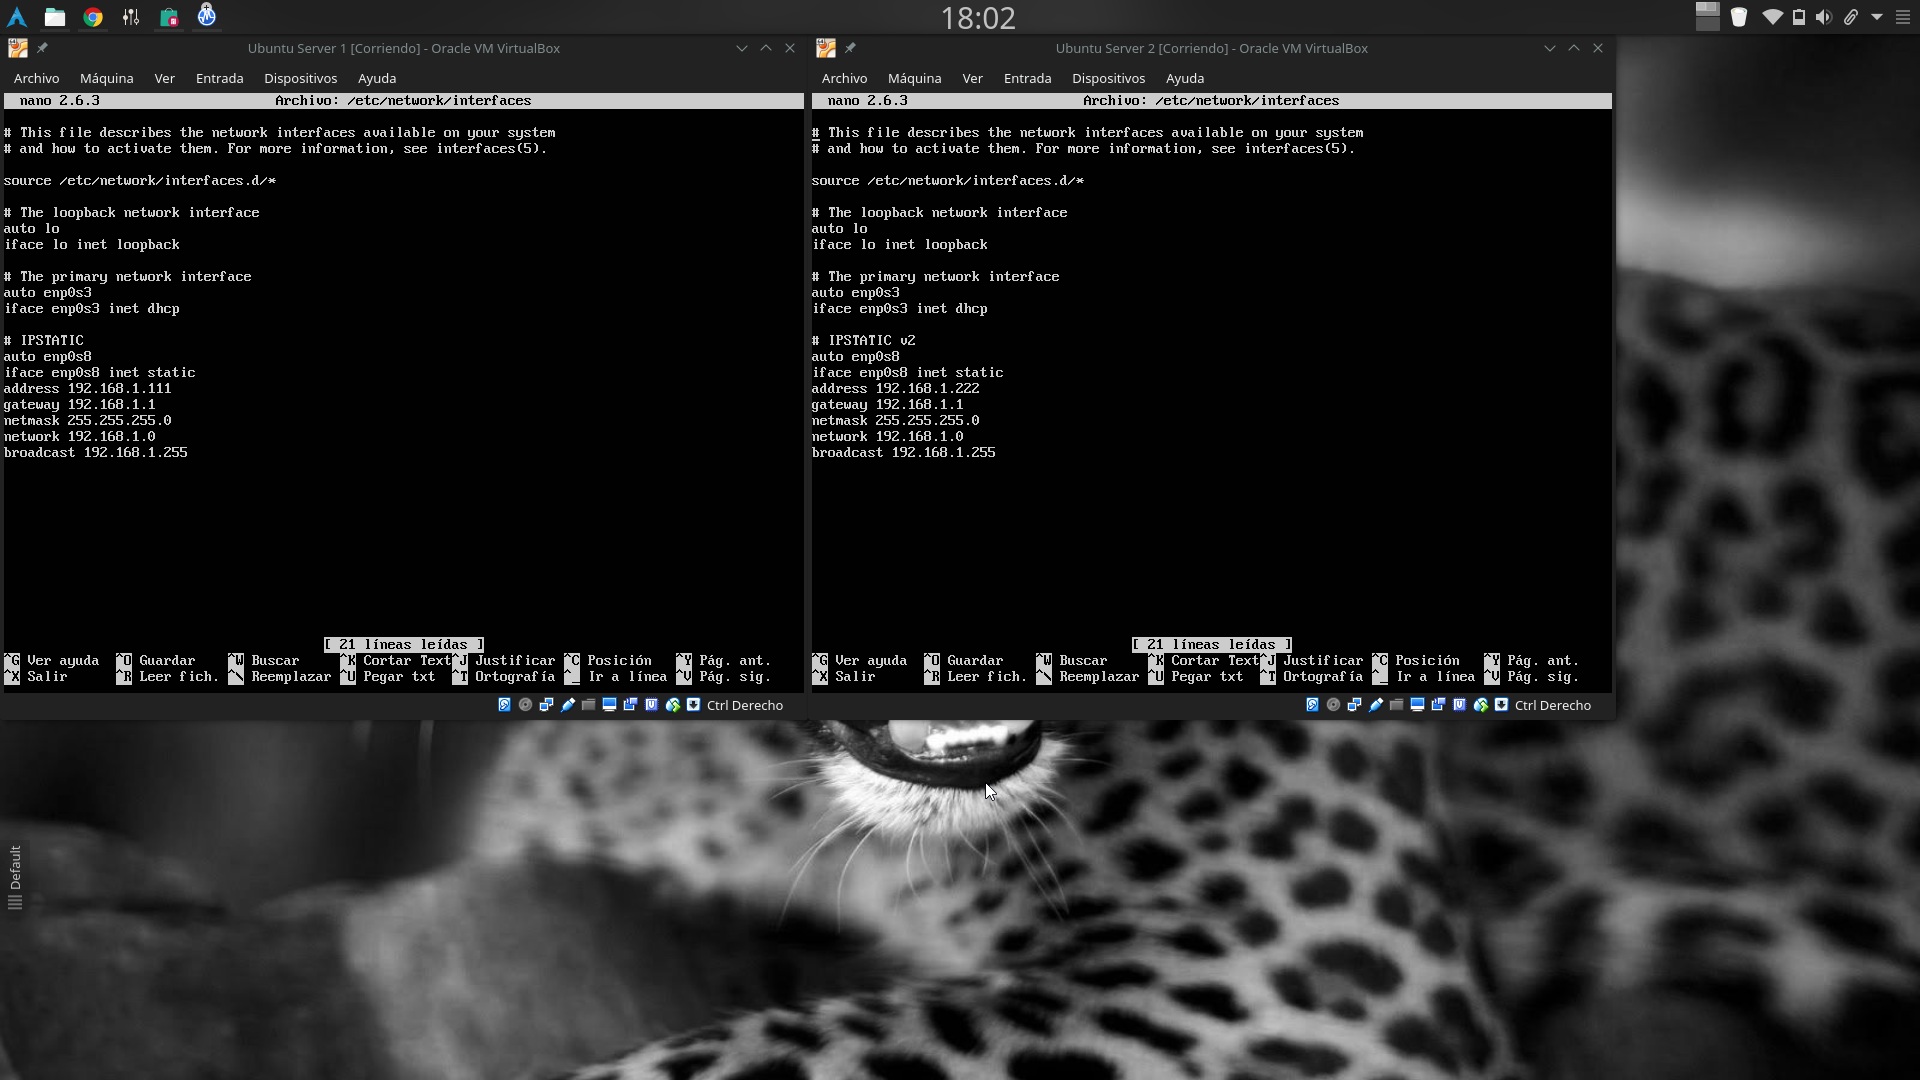 18:02
Ubuntu Server 1 [Corriendo] - Oracle VM VirtualBox
Archivo Máquina Ver Entrada Dispositivos Ayuda
nano 2.6.3 Archivo: /etc/network/interfaces
# This file describes the network interfaces available on your system
# and how to activate them. For more information, see interfaces(5).
source /etc/network/interfaces.d/*
# The loopback network interface
auto lo
iface lo inet loopback
# The primary network interface
auto enp0s3
iface enp0s3 inet dhcp
# IPSTATIC
auto enp0s8
iface enp0s8 inet static
address 192.168.1.111
gateway 192.168.1.1
netmask 255.255.255.0
network 192.168.1.0
broadcast 192.168.1.255
[ 21 líneas leídas ]
^G Ver ayuda ^O Guardar ^W Buscar ^K Cortar Text ^J Justificar ^C Posición ^Y Pág. ant.
^X Salir ^R Leer fich. ^\ Reemplazar ^U Pegar txt ^T Ortografía ^_ Ir a línea ^V Pág. sig.
Ctrl Derecho
Ubuntu Server 2 [Corriendo] - Oracle VM VirtualBox
Archivo Máquina Ver Entrada Dispositivos Ayuda
nano 2.6.3 Archivo: /etc/network/interfaces
# This file describes the network interfaces available on your system
# and how to activate them. For more information, see interfaces(5).
source /etc/network/interfaces.d/*
# The loopback network interface
auto lo
iface lo inet loopback
# The primary network interface
auto enp0s3
iface enp0s3 inet dhcp
# IPSTATIC v2
auto enp0s8
iface enp0s8 inet static
address 192.168.1.222
gateway 192.168.1.1
netmask 255.255.255.0
network 192.168.1.0
broadcast 192.168.1.255
[ 21 líneas leídas ]
^G Ver ayuda ^O Guardar ^W Buscar ^K Cortar Text ^J Justificar ^C Posición ^Y Pág. ant.
^X Salir ^R Leer fich. ^\ Reemplazar ^U Pegar txt ^T Ortografía ^_ Ir a línea ^V Pág. sig.
Ctrl Derecho
Default